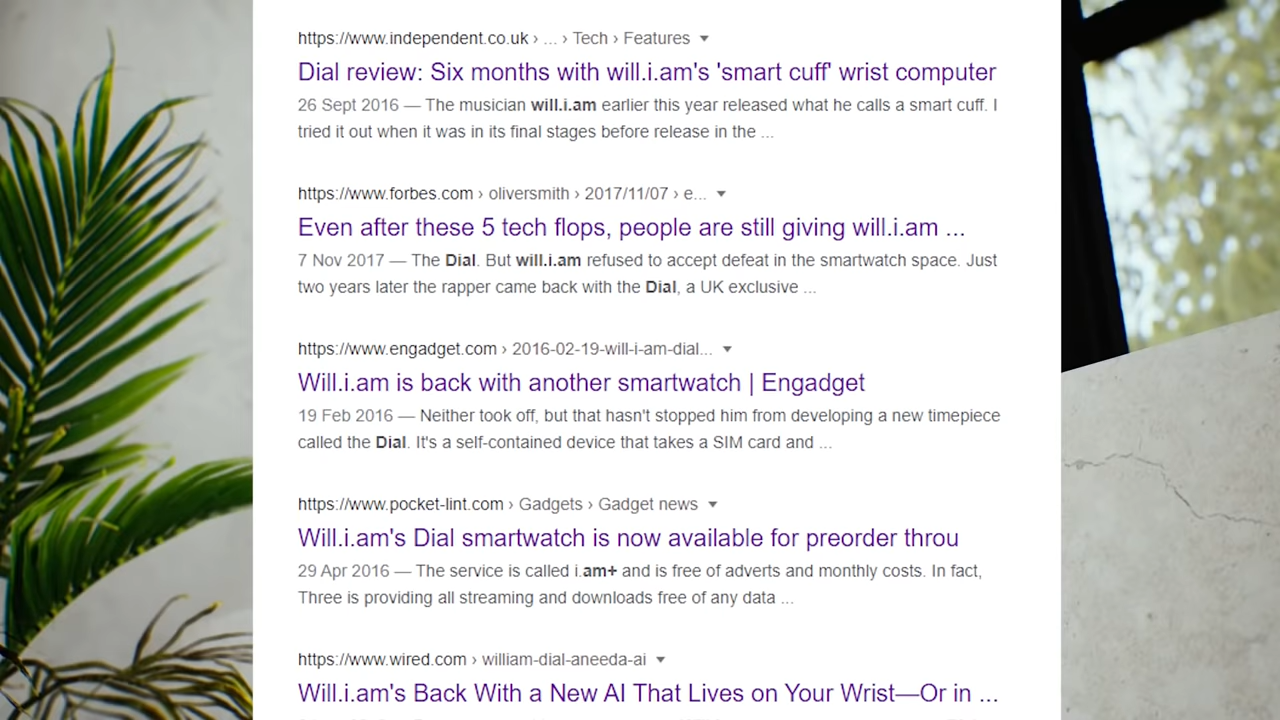 https://www.independent.co.uk › ... › Tech › Features
Dial review: Six months with will.i.am's 'smart cuff' wrist computer
26 Sept 2016 — The musician will.i.am earlier this year released what he calls a smart cuff. I
tried it out when it was in its final stages before release in the ...
https://www.forbes.com › oliversmith › 2017/11/07 › e...
Even after these 5 tech flops, people are still giving will.i.am ...
7 Nov 2017 — The Dial. But will.i.am refused to accept defeat in the smartwatch space. Just
two years later the rapper came back with the Dial, a UK exclusive ...
https://www.engadget.com › 2016-02-19-will-i-am-dial...
Will.i.am is back with another smartwatch | Engadget
19 Feb 2016 — Neither took off, but that hasn't stopped him from developing a new timepiece
called the Dial. It's a self-contained device that takes a SIM card and ...
https://www.pocket-lint.com › Gadgets › Gadget news
Will.i.am's Dial smartwatch is now available for preorder throu
29 Apr 2016 — The service is called i.am+ and is free of adverts and monthly costs. In fact,
Three is providing all streaming and downloads free of any data ...
https://www.wired.com › william-dial-aneeda-ai
Will.i.am's Back With a New AI That Lives on Your Wrist—Or in ...